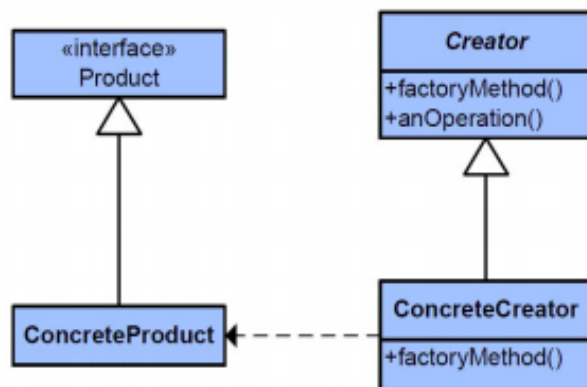 «interface»
Product
Creator
+factoryMethod()
+anOperation()
ConcreteProduct
ConcreteCreator
+factoryMethod()